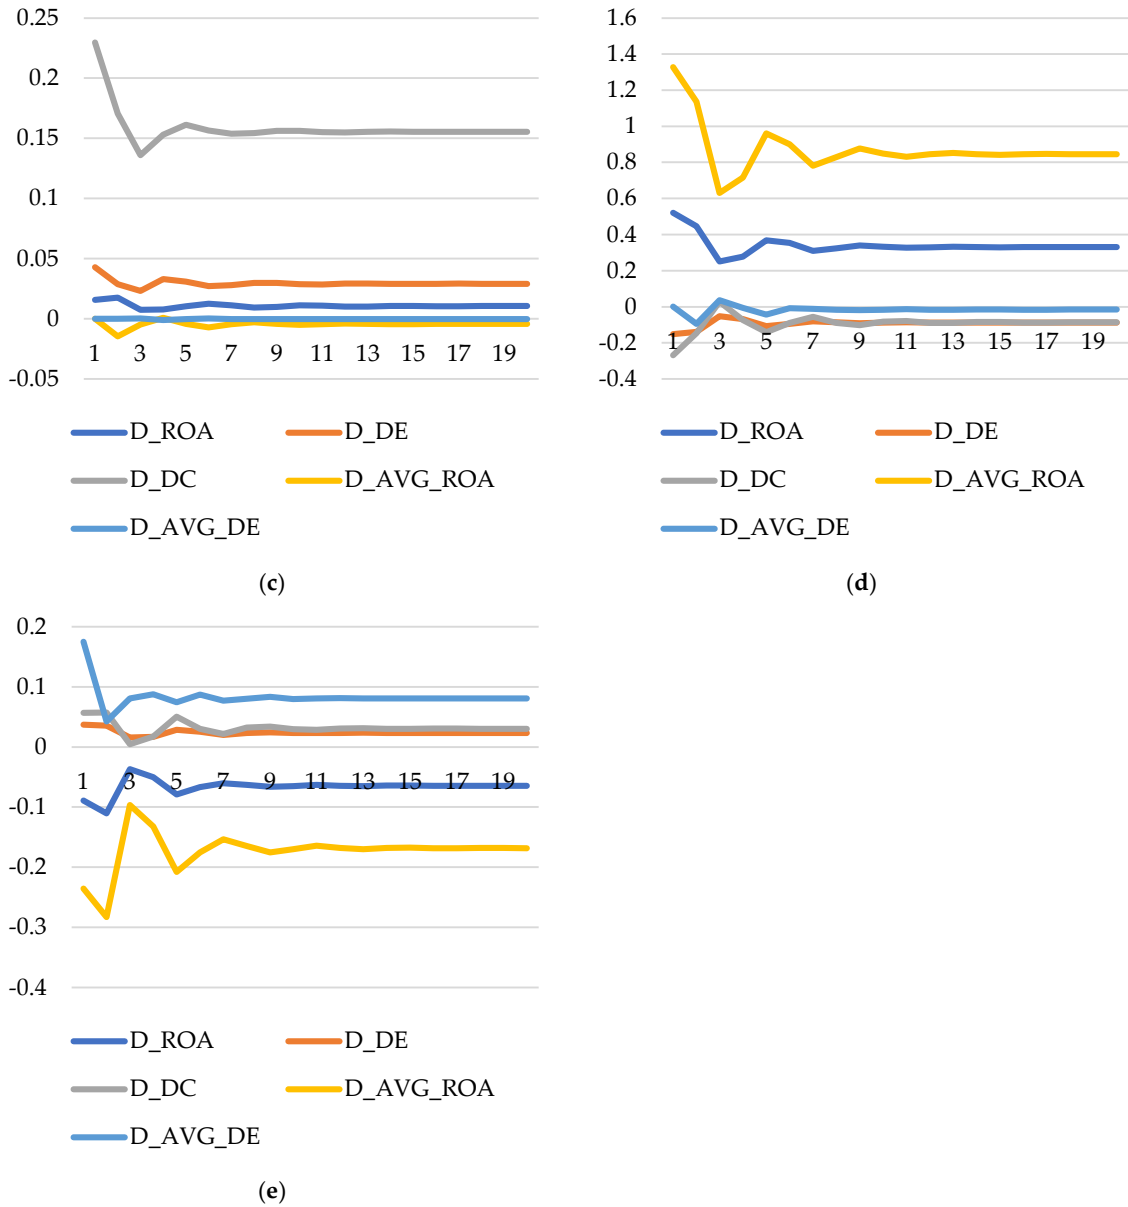 0.25
0.2
0.15
0.1
0.05
0
-0.05
1 3 5 7 9 11 13 15 17 19
D_ROA D_DE
D_DC D_AVG_ROA
D_AVG_DE
(c)
1.6
1.4
1.2
1
0.8
0.6
0.4
0.2
0
-0.2
-0.4
1 3 5 7 9 11 13 15 17 19
D_ROA D_DE
D_DC D_AVG_ROA
D_AVG_DE
(d)
0.2
0.1
0
-0.1
-0.2
-0.3
-0.4
1 3 5 7 9 11 13 15 17 19
D_ROA D_DE
D_DC D_AVG_ROA
D_AVG_DE
(e)